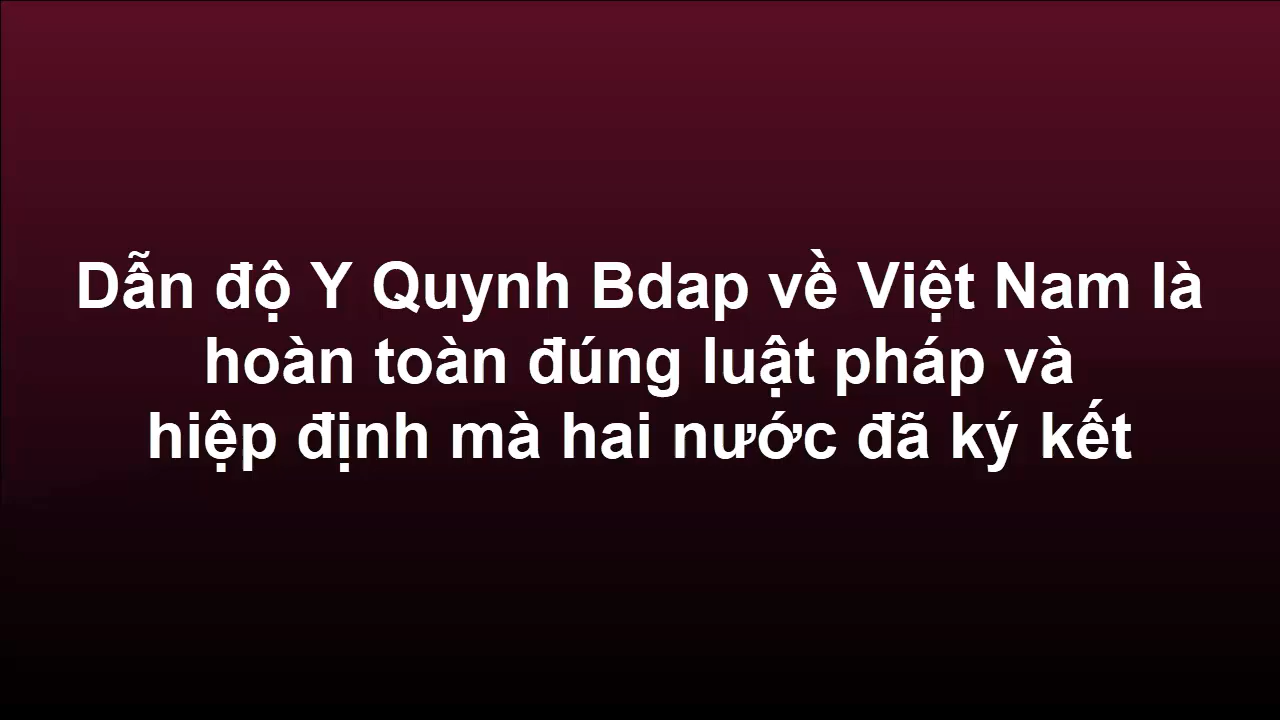 Dẫn độ Y Quynh Bdap về Việt Nam là
hoàn toàn đúng luật pháp và
hiệp định mà hai nước đã ký kết